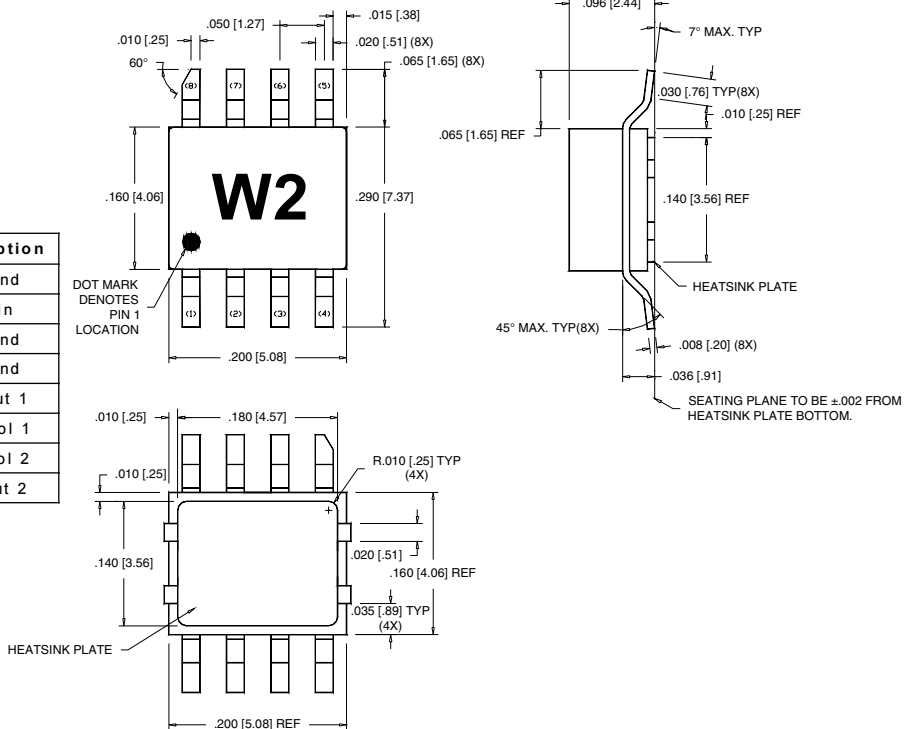 .015 [.38]
.050 [1.27]
.010 [.25]
.020 [.51] (8X)
60°
.065 [1.65] (8X)
(8)
(7)
(6)
(5)
.160 [4.06]
W2
.290 [7.37]
DOT MARK
DENOTES
PIN 1
LOCATION
(1)
(2)
(3)
(4)
.200 [5.08]
.096 [2.44]
7° MAX. TYP
.030 [.76] TYP(8X)
.010 [.25] REF
.065 [1.65] REF
.140 [3.56] REF
HEATSINK PLATE
45° MAX. TYP(8X)
.008 [.20] (8X)
.036 [.91]
SEATING PLANE TO BE ±.002 FROM
HEATSINK PLATE BOTTOM.
ption
nd
in
nd
nd
ut 1
ol 1
ol 2
ut 2
.010 [.25]
.180 [4.57]
R.010 [.25] TYP
(4X)
.010 [.25]
+
.020 [.51]
.140 [3.56]
.160 [4.06] REF
.035 [.89] TYP
(4X)
HEATSINK PLATE
.200 [5.08] REF